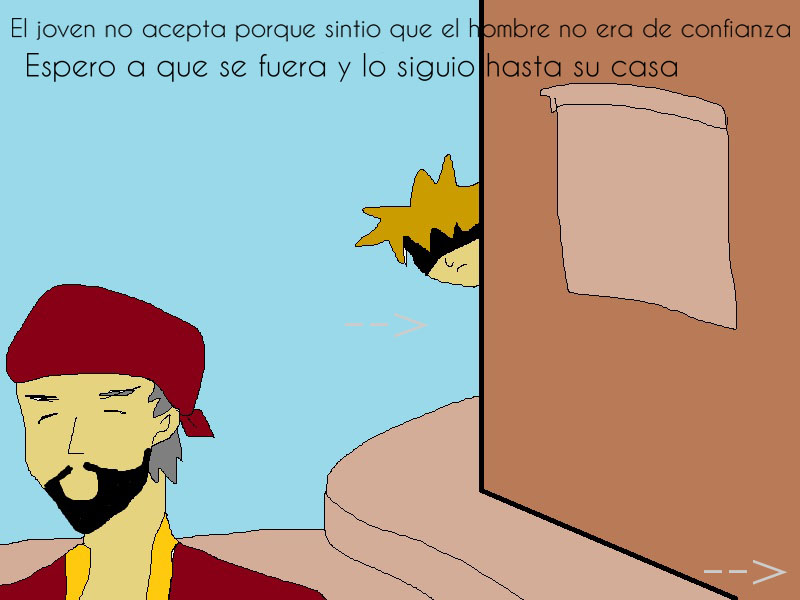 El joven no acepta porque sintio que el hombre no era de confianza
Espero a que se fuera y lo siguio hasta su casa
-->
-->